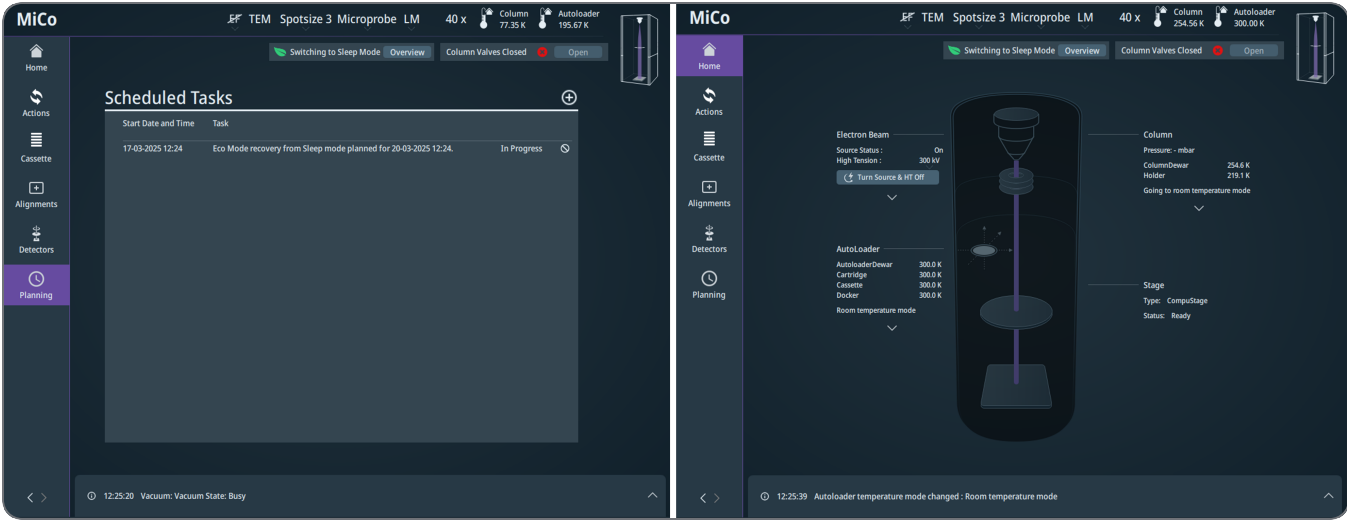 MiCo
EF TEM Spotsize 3 Microprobe LM 40 x Column 77.35 K Autoloader 195.67 K
Switching to Sleep Mode Overview Column Valves Closed Open
Home
Actions
Cassette
Alignments
Detectors
Planning
Scheduled Tasks
Start Date and Time Task
17-03-2025 12:24 Eco Mode recovery from Sleep mode planned for 20-03-2025 12:24. In Progress
12:25:20 Vacuum: Vacuum State: Busy
MiCo
EF TEM Spotsize 3 Microprobe LM 40 x Column 254.56 K Autoloader 300.00 K
Switching to Sleep Mode Overview Column Valves Closed Open
Home
Actions
Cassette
Alignments
Detectors
Planning
Electron Beam
Source Status : On
High Tension : 300 kV
Turn Source & HT Off
AutoLoader
AutoloaderDewar 300.0 K
Cartridge 300.0 K
Cassette 300.0 K
Docker 300.0 K
Room temperature mode
Column
Pressure: - mbar
ColumnDewar 254.6 K
Holder 219.1 K
Going to room temperature mode
Stage
Type: CompuStage
Status: Ready
12:25:39 Autoloader temperature mode changed : Room temperature mode